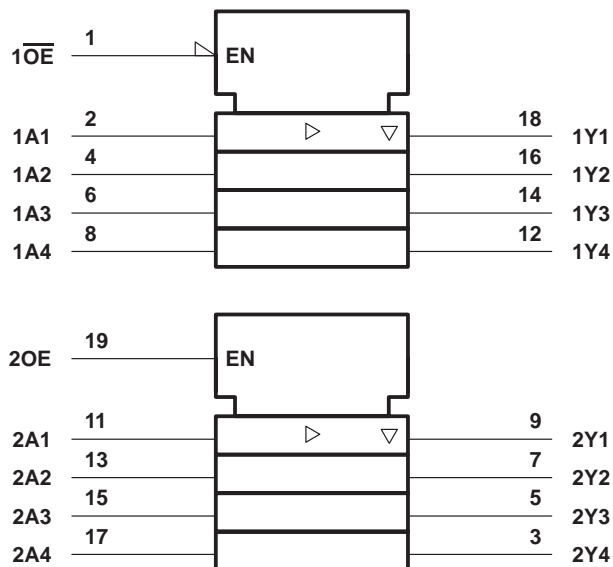 1O̅E̅ 1 EN
1A1 2 18 1Y1
1A2 4 16 1Y2
1A3 6 14 1Y3
1A4 8 12 1Y4
2OE 19 EN
2A1 11 9 2Y1
2A2 13 7 2Y2
2A3 15 5 2Y3
2A4 17 3 2Y4